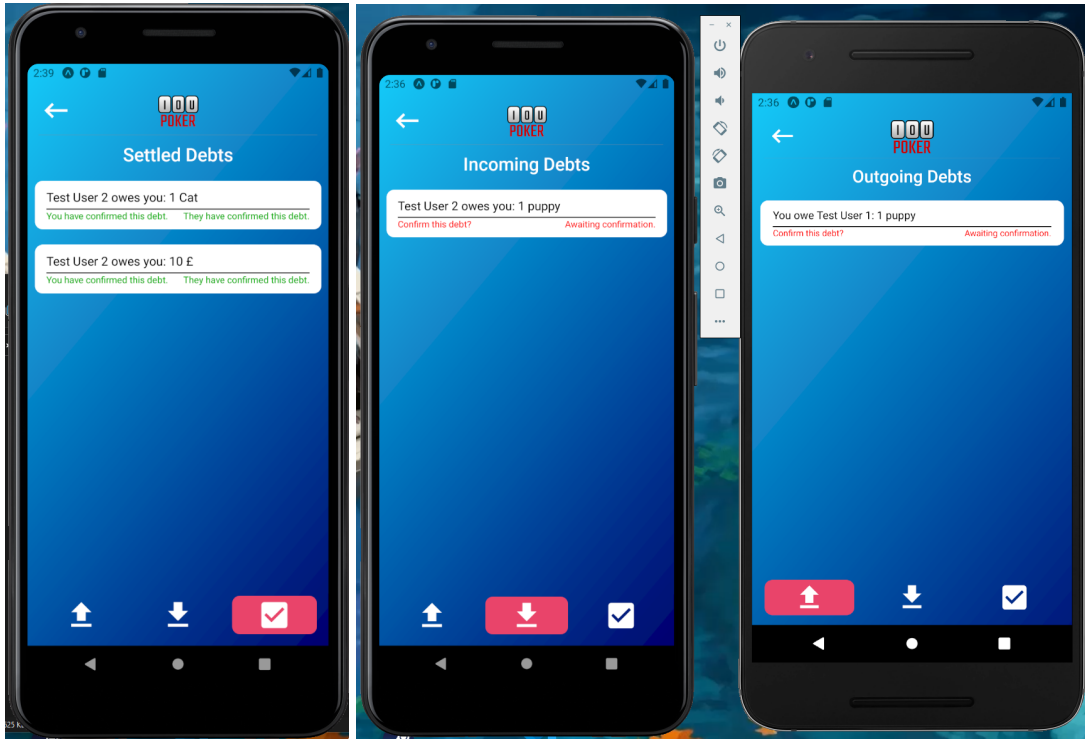 2:39
IOU
POKER
Settled Debts
Test User 2 owes you: 1 Cat
You have confirmed this debt. They have confirmed this debt.
Test User 2 owes you: 10 £
You have confirmed this debt. They have confirmed this debt.
2:36
IOU
POKER
Incoming Debts
Test User 2 owes you: 1 puppy
Confirm this debt? Awaiting confirmation.
2:36
IOU
POKER
Outgoing Debts
You owe Test User 1: 1 puppy
Confirm this debt? Awaiting confirmation.